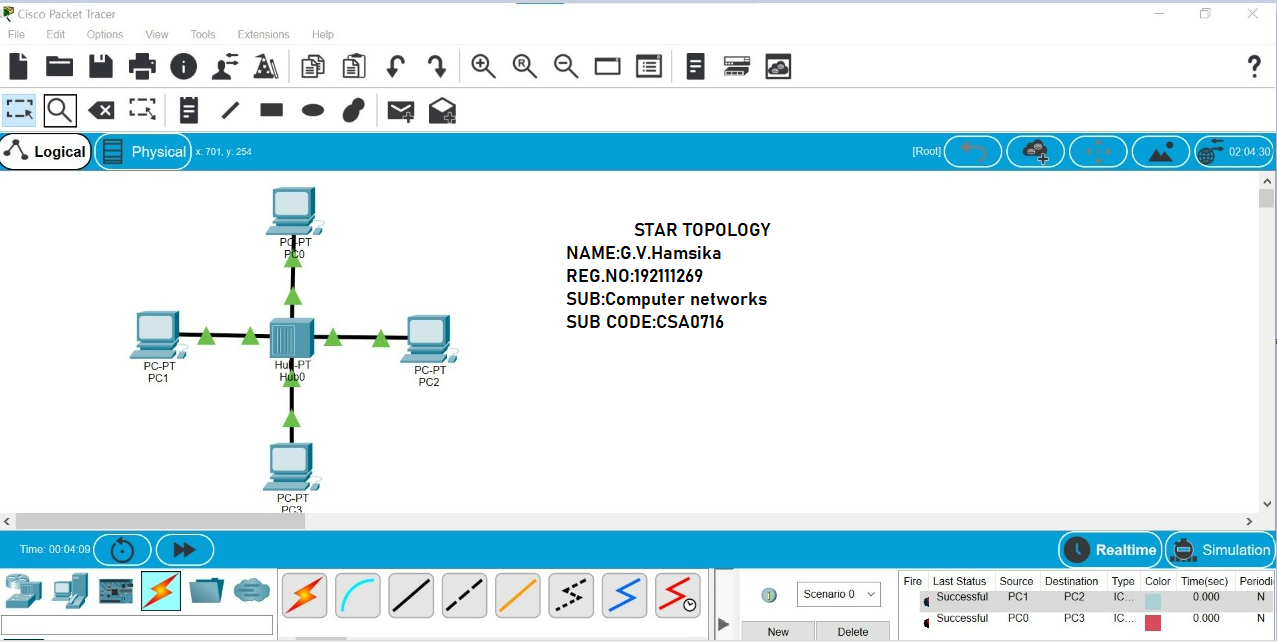 Cisco Packet Tracer
File Edit Options View Tools Extensions Help
Logical Physical x: 701, y: 254 [Root] 02:04:30
PC-PT
PC0
STAR TOPOLOGY
NAME:G.V.Hamsika
REG.NO:192111269
SUB:Computer networks
SUB CODE:CSA0716
PC-PT
PC1
Hub-PT
Hub0
PC-PT
PC2
PC-PT
PC3
Time: 00:04:09 Realtime Simulation
Scenario 0
New Delete
Fire Last Status Source Destination Type Color Time(sec) Periodi
Successful PC1 PC2 IC... 0.000 N
Successful PC0 PC3 IC... 0.000 N